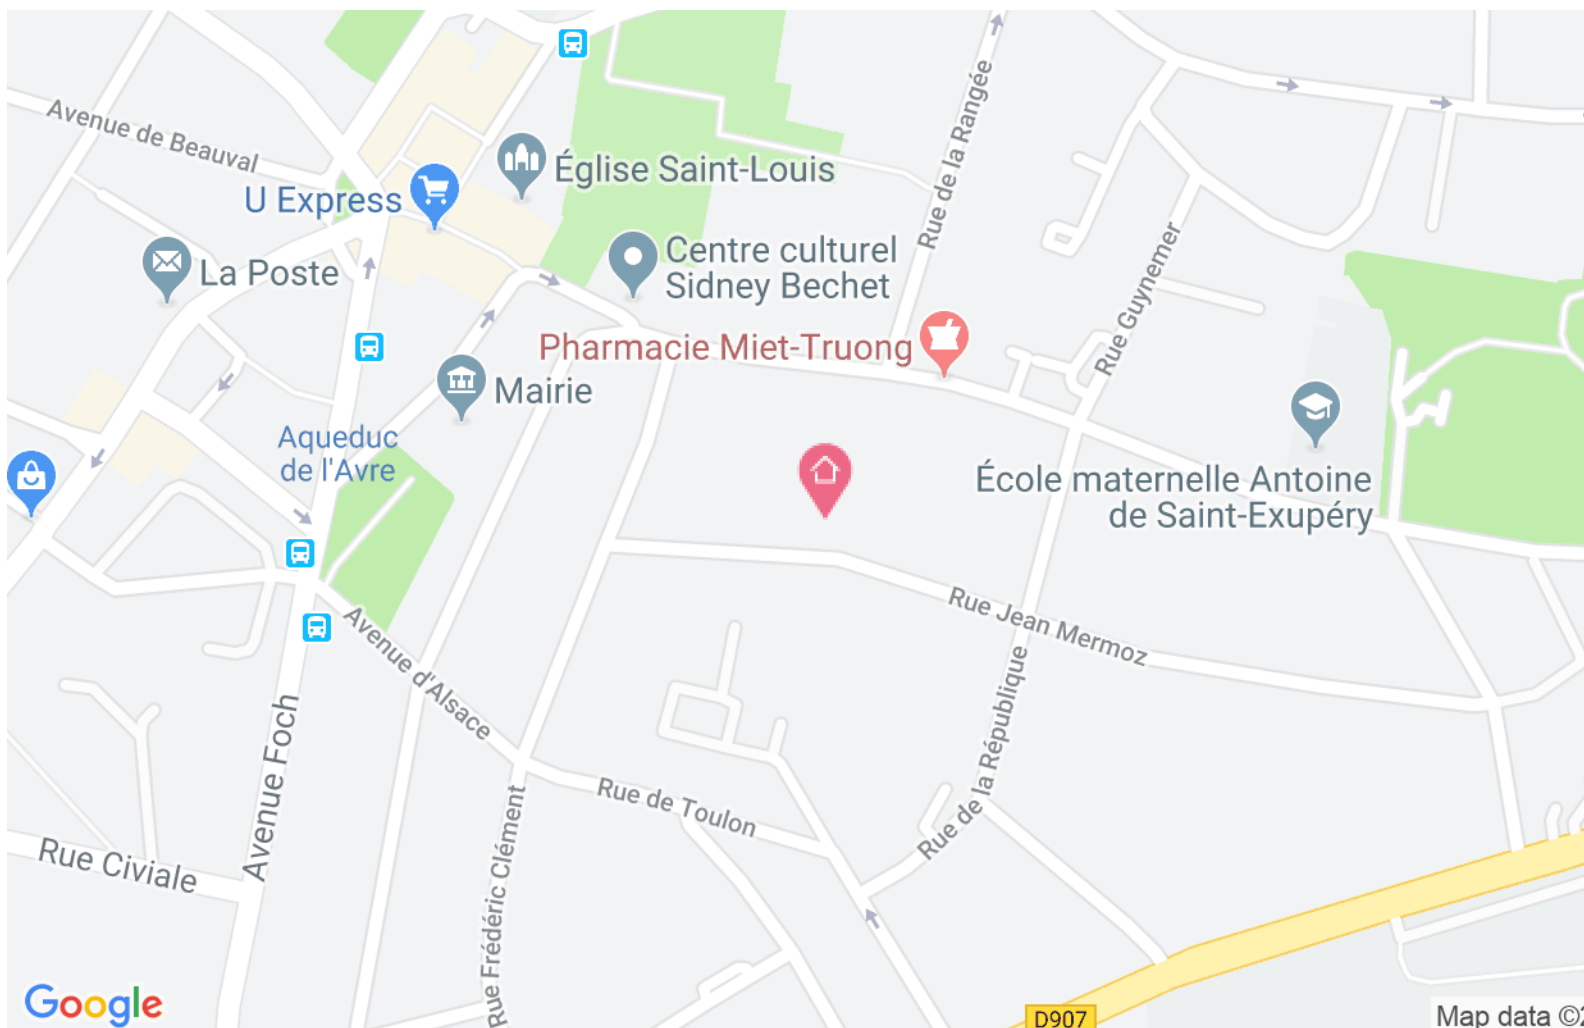 Avenue de Beauval
Rue de la Rangée
Église Saint-Louis
U Express
Centre culturel
Sidney Bechet
La Poste
Rue Guynemer
Pharmacie Miet-Truong
Mairie
Aqueduc
de l'Avre
École maternelle Antoine
de Saint-Exupéry
Rue Jean Mermoz
Avenue d'Alsace
Rue de la République
Avenue Foch
Rue de Toulon
Rue Civiale
Rue Frédéric Clément
Google
D907
Map data ©